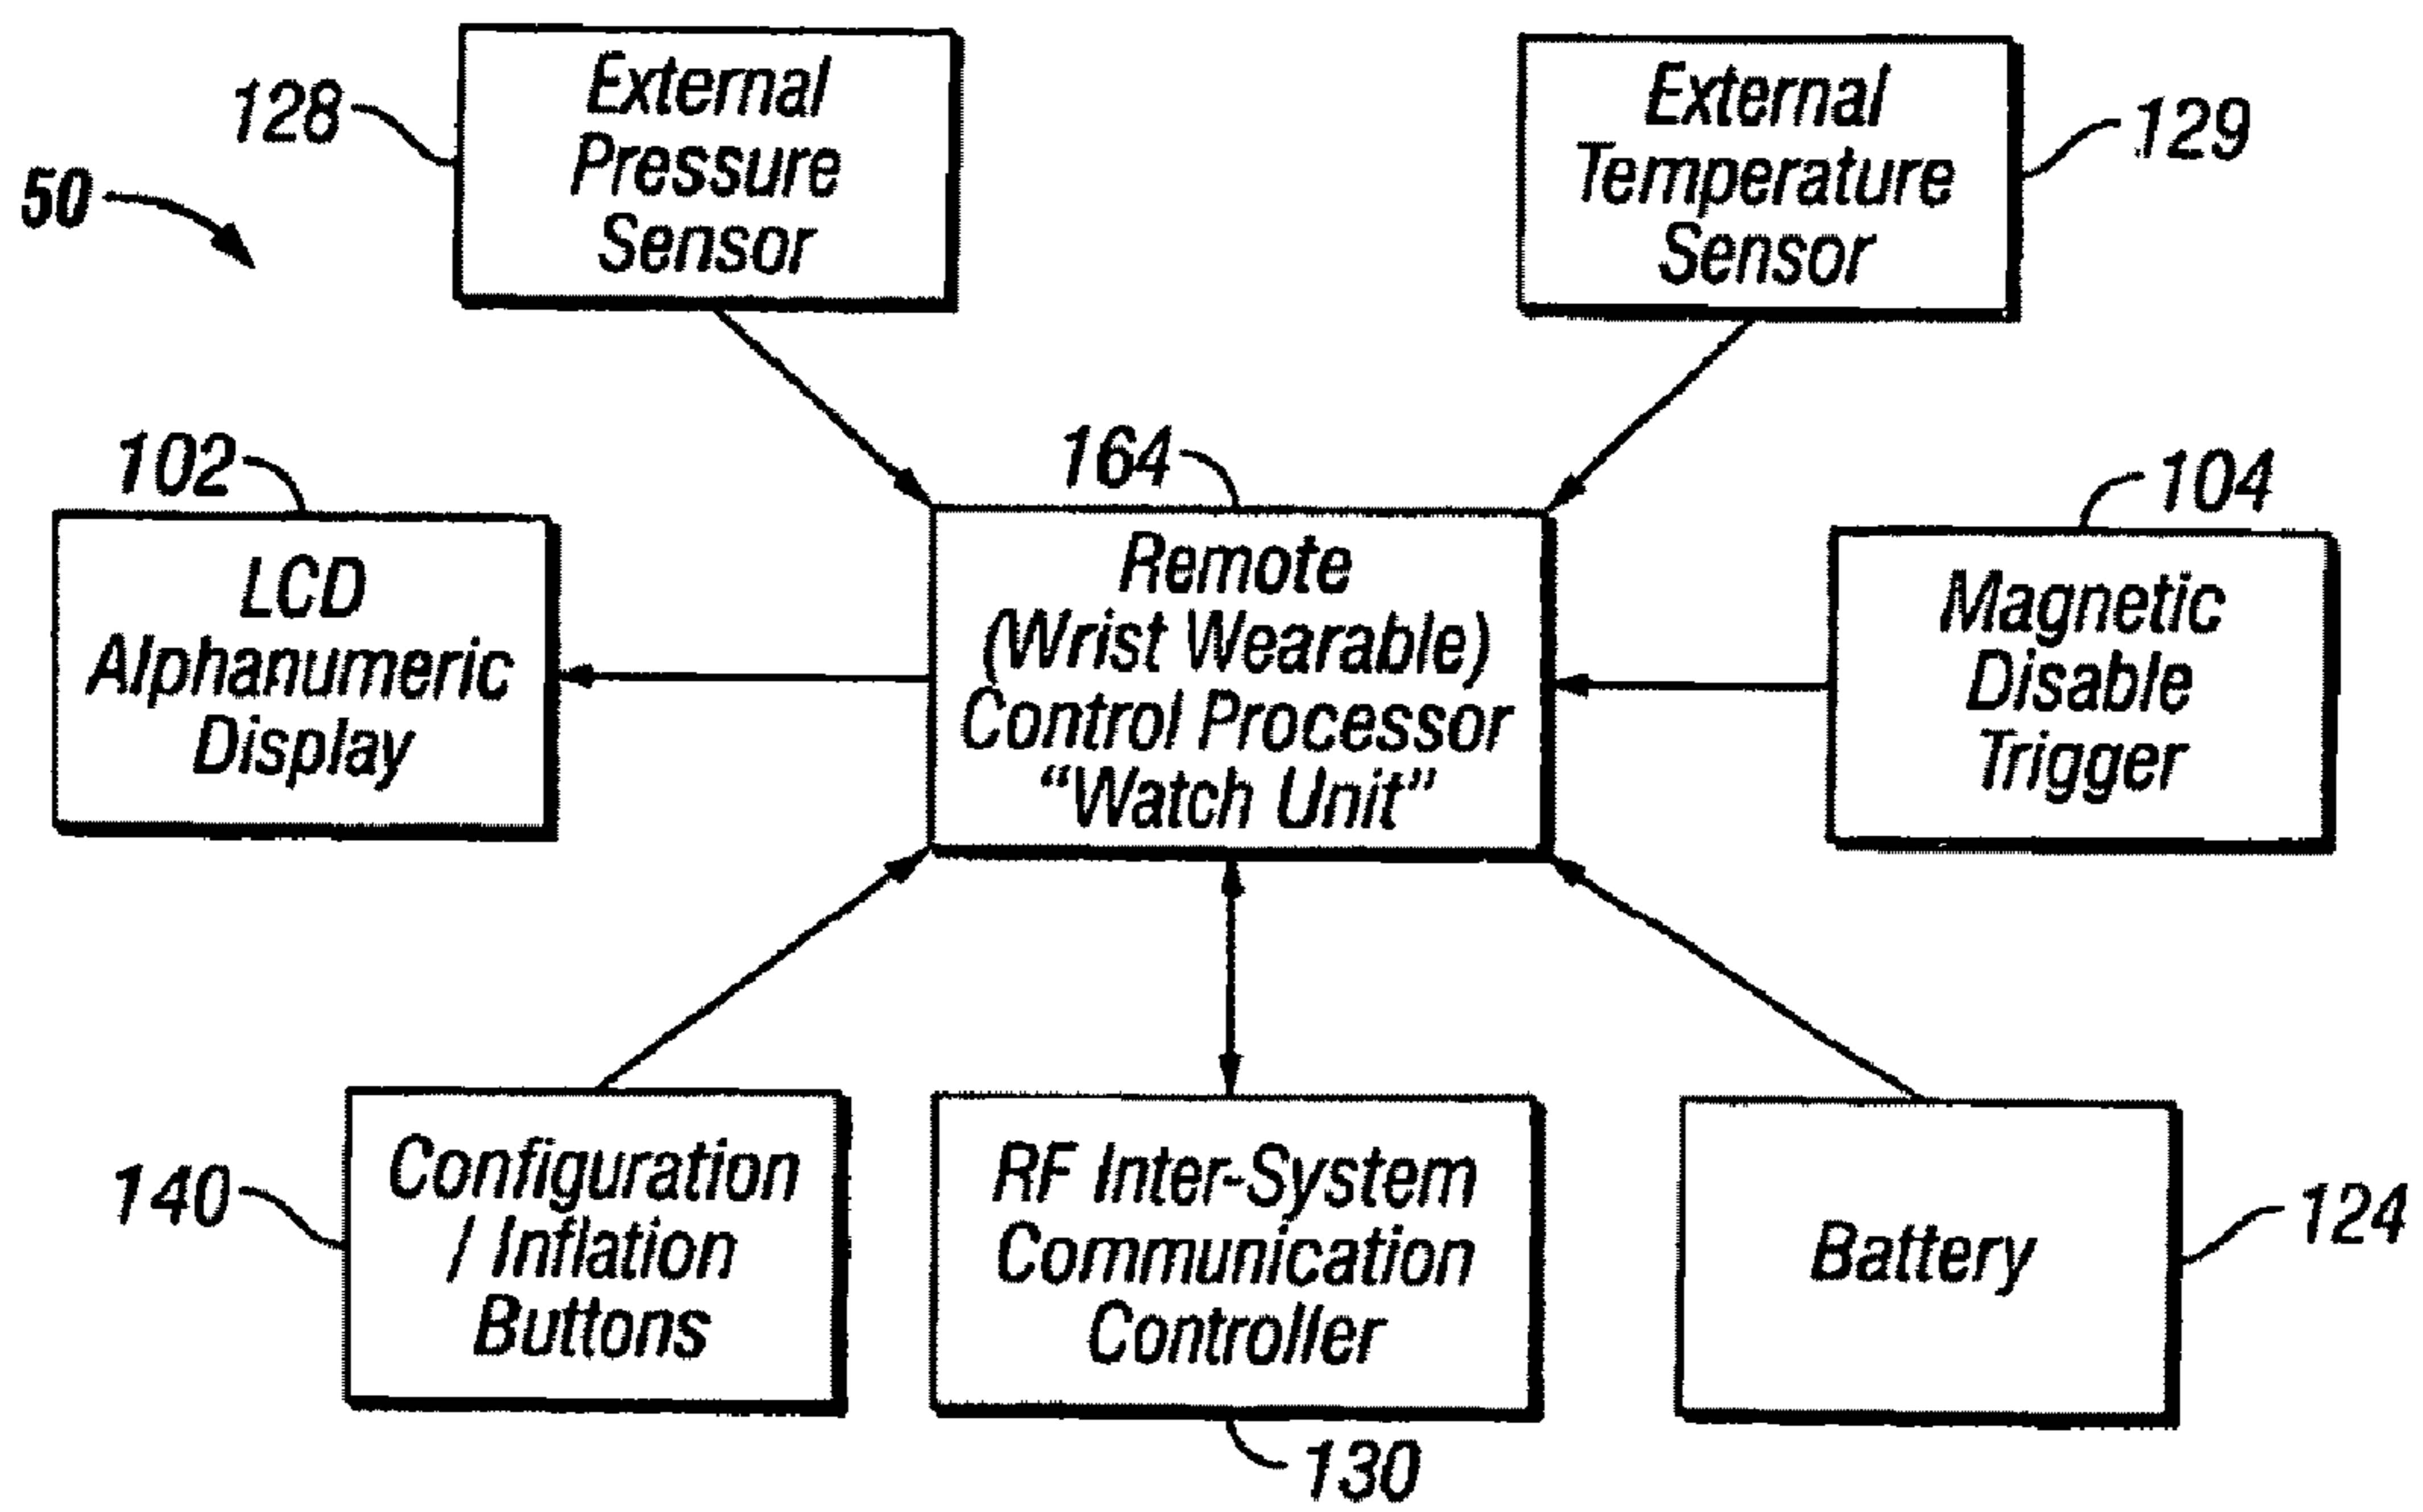 128
External
Pressure
Sensor
External
Temperature
Sensor
129
50
102
LCD
Alphanumeric
Display
164
Remote
(Wrist Wearable)
Control Processor
“Watch Unit”
104
Magnetic
Disable
Trigger
140
Configuration
/ Inflation
Buttons
RF Inter-System
Communication
Controller
130
Battery
124